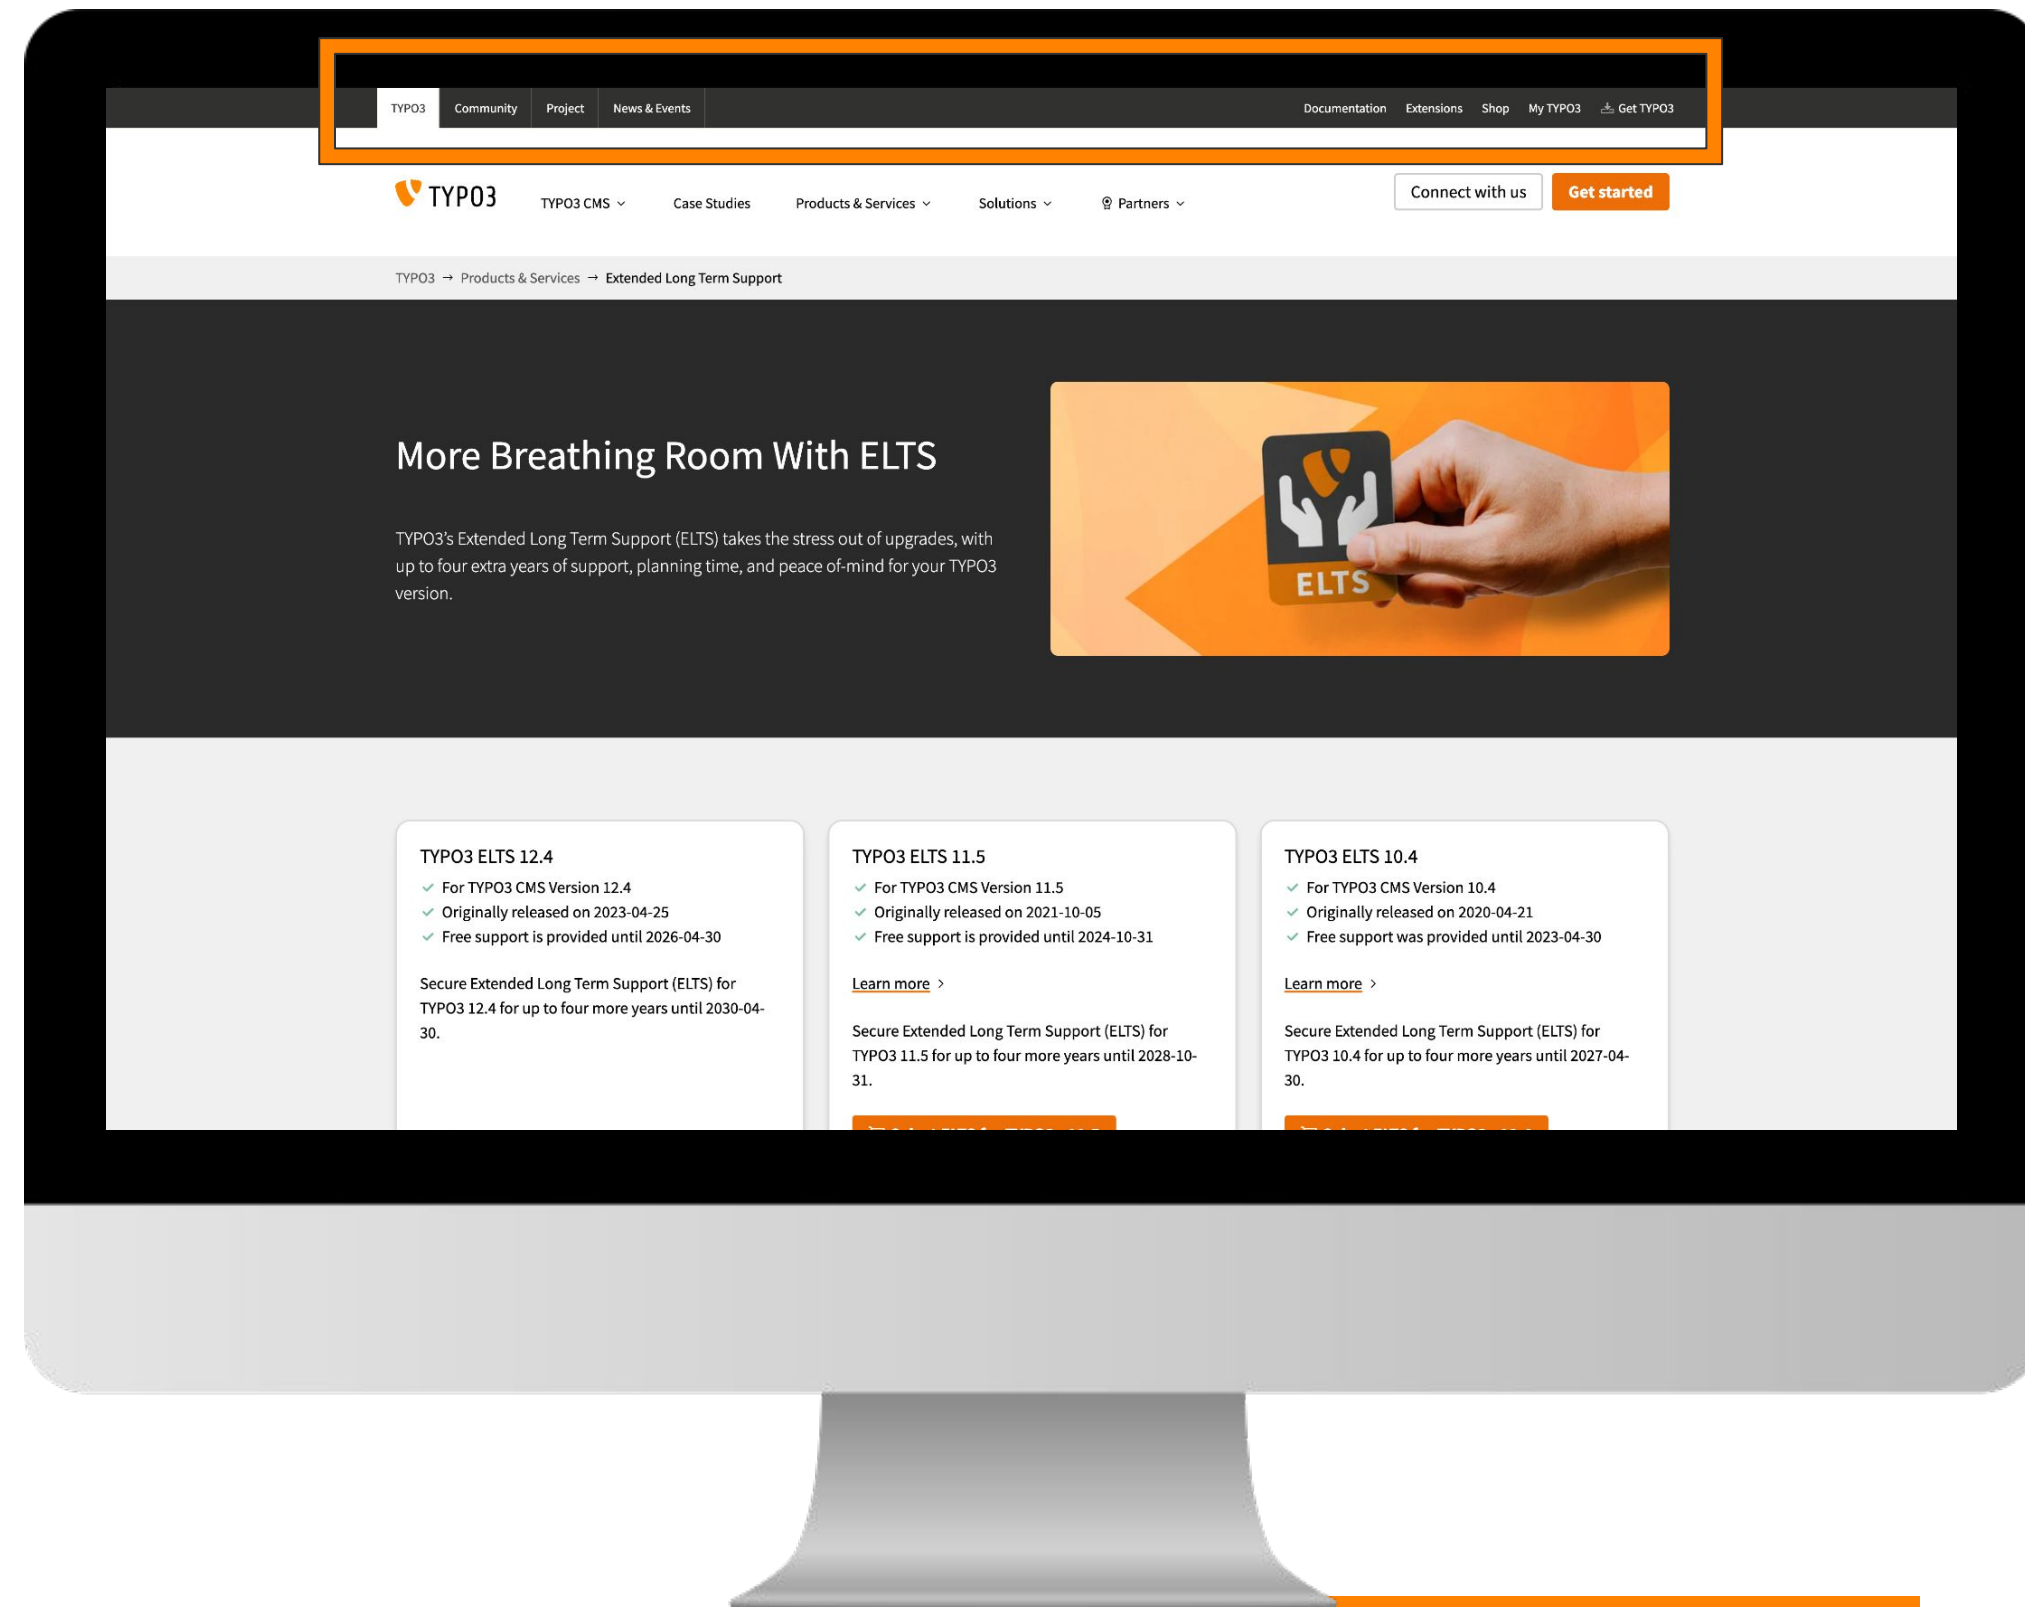 TYPO3 Community Project News & Events Documentation Extensions Shop My TYPO3 Get TYPO3
TYPO3 TYPO3 CMS Case Studies Products & Services Solutions Partners Connect with us Get started
TYPO3 → Products & Services → Extended Long Term Support
More Breathing Room With ELTS
TYPO3’s Extended Long Term Support (ELTS) takes the stress out of upgrades, with
up to four extra years of support, planning time, and peace of-mind for your TYPO3
version.
ELTS
TYPO3 ELTS 12.4
For TYPO3 CMS Version 12.4
Originally released on 2023-04-25
Free support is provided until 2026-04-30
Secure Extended Long Term Support (ELTS) for
TYPO3 12.4 for up to four more years until 2030-04-
30.
TYPO3 ELTS 11.5
For TYPO3 CMS Version 11.5
Originally released on 2021-10-05
Free support is provided until 2024-10-31
Learn more
Secure Extended Long Term Support (ELTS) for
TYPO3 11.5 for up to four more years until 2028-10-
31.
TYPO3 ELTS 10.4
For TYPO3 CMS Version 10.4
Originally released on 2020-04-21
Free support was provided until 2023-04-30
Learn more
Secure Extended Long Term Support (ELTS) for
TYPO3 10.4 for up to four more years until 2027-04-
30.